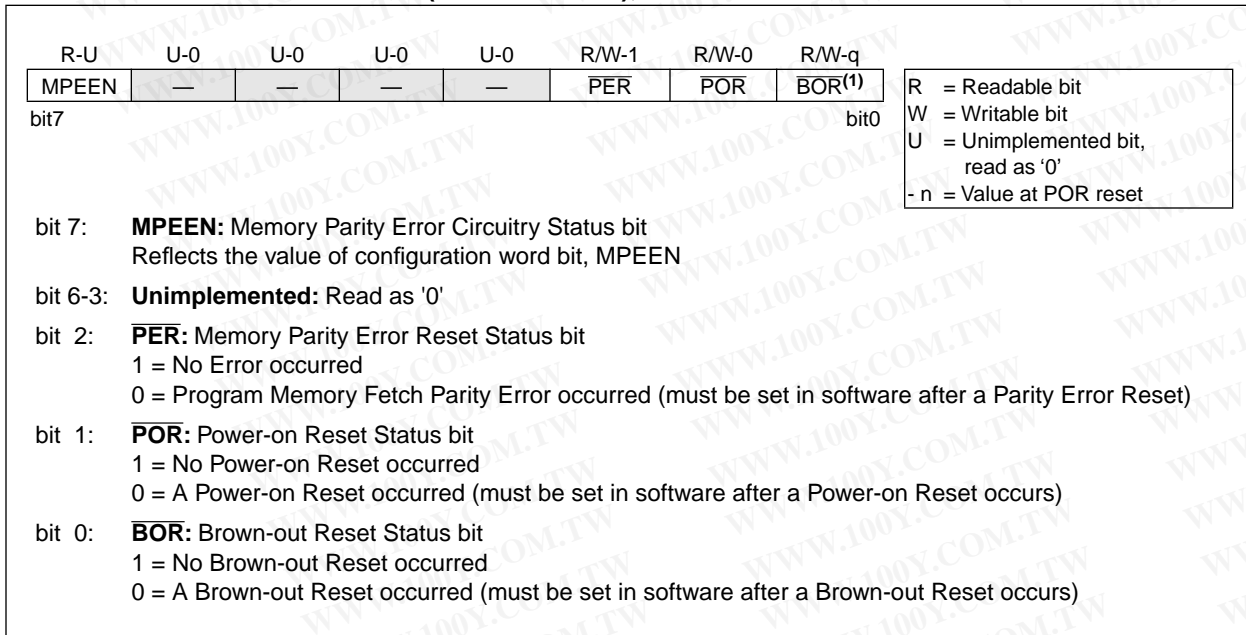 R-U U-0 U-0 U-0 U-0 R/W-1 R/W-0 R/W-q
MPEEN — — — — PER POR BOR(1)
bit7 bit0
R = Readable bit
W = Writable bit
U = Unimplemented bit,
read as ‘0’
- n = Value at POR reset
bit 7: MPEEN: Memory Parity Error Circuitry Status bit
Reflects the value of configuration word bit, MPEEN
bit 6-3: Unimplemented: Read as '0'
bit 2: PER: Memory Parity Error Reset Status bit
1 = No Error occurred
0 = Program Memory Fetch Parity Error occurred (must be set in software after a Parity Error Reset)
bit 1: POR: Power-on Reset Status bit
1 = No Power-on Reset occurred
0 = A Power-on Reset occurred (must be set in software after a Power-on Reset occurs)
bit 0: BOR: Brown-out Reset Status bit
1 = No Brown-out Reset occurred
0 = A Brown-out Reset occurred (must be set in software after a Brown-out Reset occurs)
WWW.100Y.COM.TW